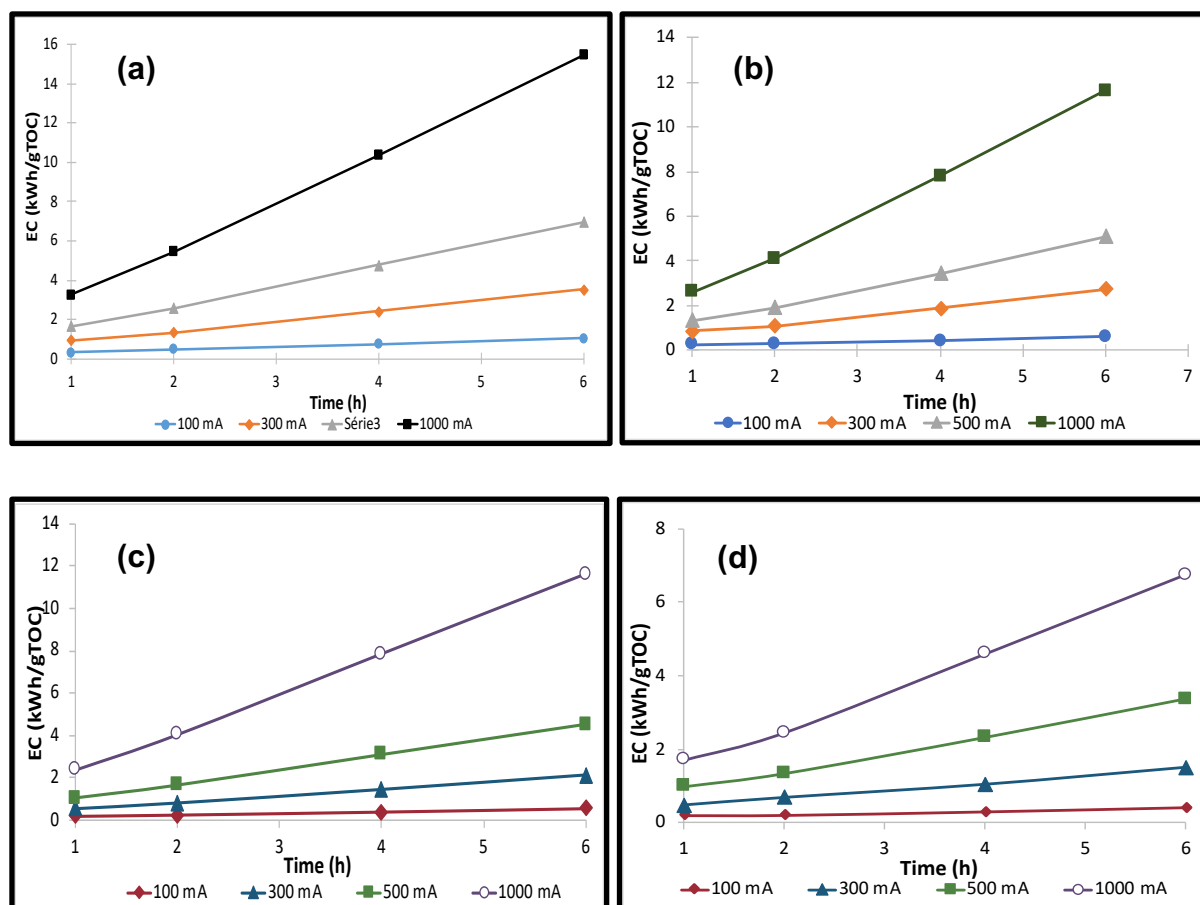 (a)
EC (kWh/gTOC)
16
14
12
10
8
6
4
2
0
1 2 3 4 5 6
Time (h)
100 mA 300 mA Série3 1000 mA
(b)
EC (kWh/gTOC)
14
12
10
8
6
4
2
0
1 2 3 4 5 6 7
Time (h)
100 mA 300 mA 500 mA 1000 mA
(c)
EC (kWh/gTOC)
14
12
10
8
6
4
2
0
1 2 3 4 5 6
Time (h)
100 mA 300 mA 500 mA 1000 mA
(d)
EC (kWh/gTOC)
8
6
4
2
0
1 2 3 4 5 6
Time (h)
100 mA 300 mA 500 mA 1000 mA